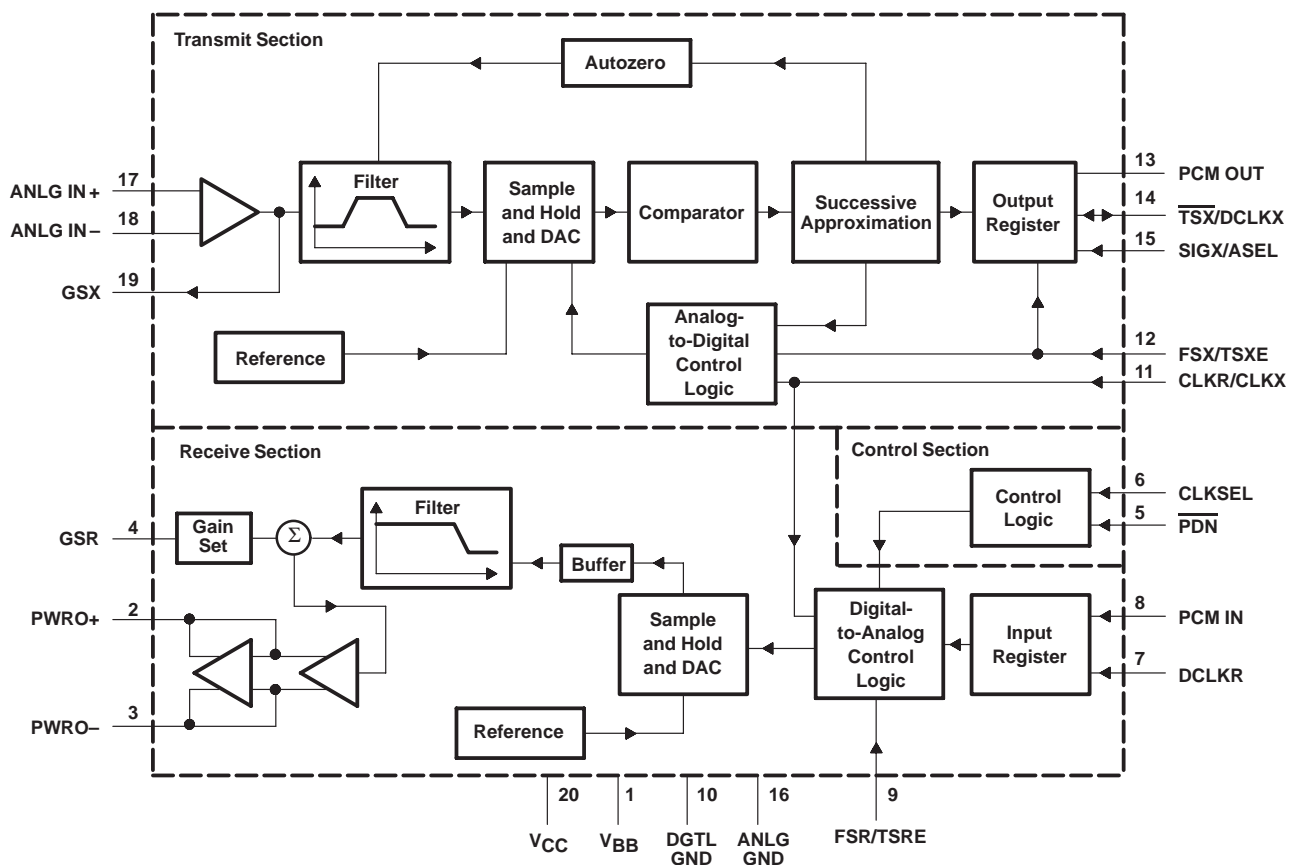 Transmit Section
Autozero
Filter
Sample
and Hold
and DAC
Comparator
Successive
Approximation
Output
Register
17
ANLG IN+
18
ANLG IN–
19
GSX
13
PCM OUT
14
TSX/DCLKX
15
SIGX/ASEL
Reference
Analog-
to-Digital
Control
Logic
12
FSX/TSXE
11
CLKR/CLKX
Receive Section
Control Section
Control
Logic
6
CLKSEL
5
PDN
4
GSR
Gain
Set
Σ
Filter
Buffer
2
PWRO+
3
PWRO–
Sample
and Hold
and DAC
Digital-
to-Analog
Control
Logic
Input
Register
8
PCM IN
7
DCLKR
Reference
20
VCC
1
VBB
10
DGTL
GND
16
ANLG
GND
9
FSR/TSRE